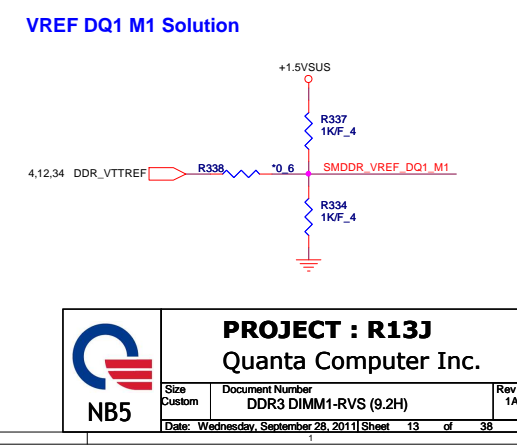 VREF DQ1 M1 Solution
+1.5VSUS
R337
1K/F_4
4,12,34 DDR_VTTREF
R338
*0_6
SMDDR_VREF_DQ1_M1
R334
1K/F_4
NB5
PROJECT : R13J
Quanta Computer Inc.
Size
Custom
Document Number
DDR3 DIMM1-RVS (9.2H)
Rev
1A
Date: Wednesday, September 28, 2011
Sheet 13 of 38
1